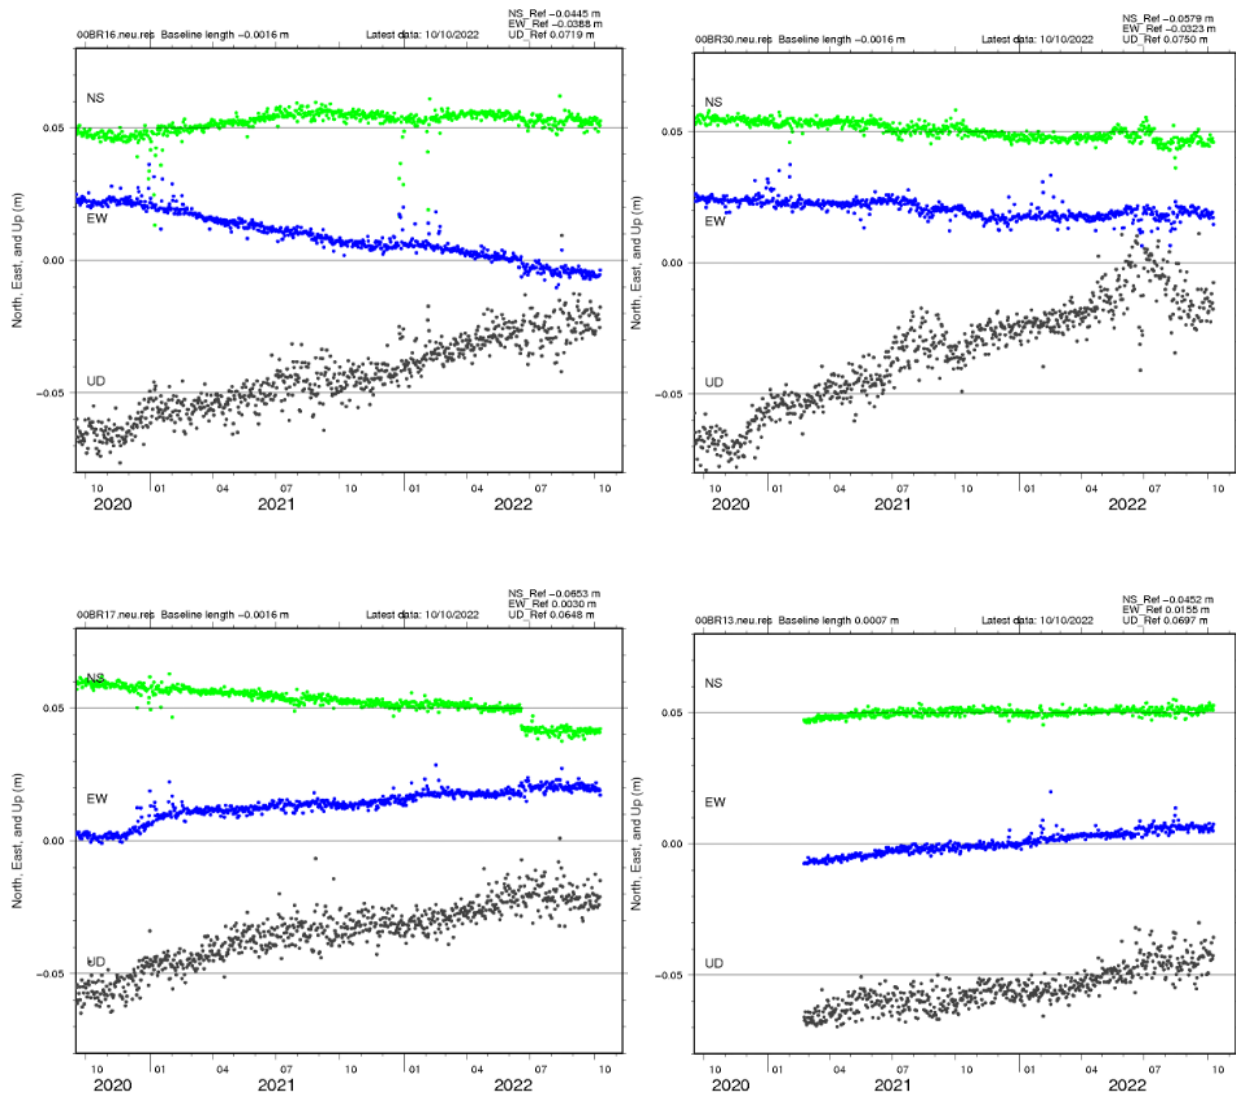 NS_Ref −0.0445 m
EW_Ref −0.0388 m
00BR16.neu.res Baseline length −0.0016 m Latest data: 10/10/2022 UD_Ref 0.0719 m
NS
0.05
EW
0.00
UD
−0.05
North, East, and Up (m)
10 01 04 07 10 01 04 07 10
2020 2021 2022
NS_Ref −0.0579 m
EW_Ref −0.0323 m
00BR30.neu.res Baseline length −0.0016 m Latest data: 10/10/2022 UD_Ref 0.0750 m
NS
0.05
EW
0.00
UD
−0.05
North, East, and Up (m)
10 01 04 07 10 01 04 07 10
2020 2021 2022
NS_Ref −0.0653 m
EW_Ref 0.0030 m
00BR17.neu.res Baseline length −0.0016 m Latest data: 10/10/2022 UD_Ref 0.0648 m
NS
0.05
EW
0.00
UD
−0.05
North, East, and Up (m)
10 01 04 07 10 01 04 07 10
2020 2021 2022
NS_Ref −0.0452 m
EW_Ref 0.0155 m
00BR13.neu.res Baseline length 0.0007 m Latest data: 10/10/2022 UD_Ref 0.0697 m
NS
0.05
EW
0.00
UD
−0.05
North, East, and Up (m)
10 01 04 07 10 01 04 07 10
2020 2021 2022